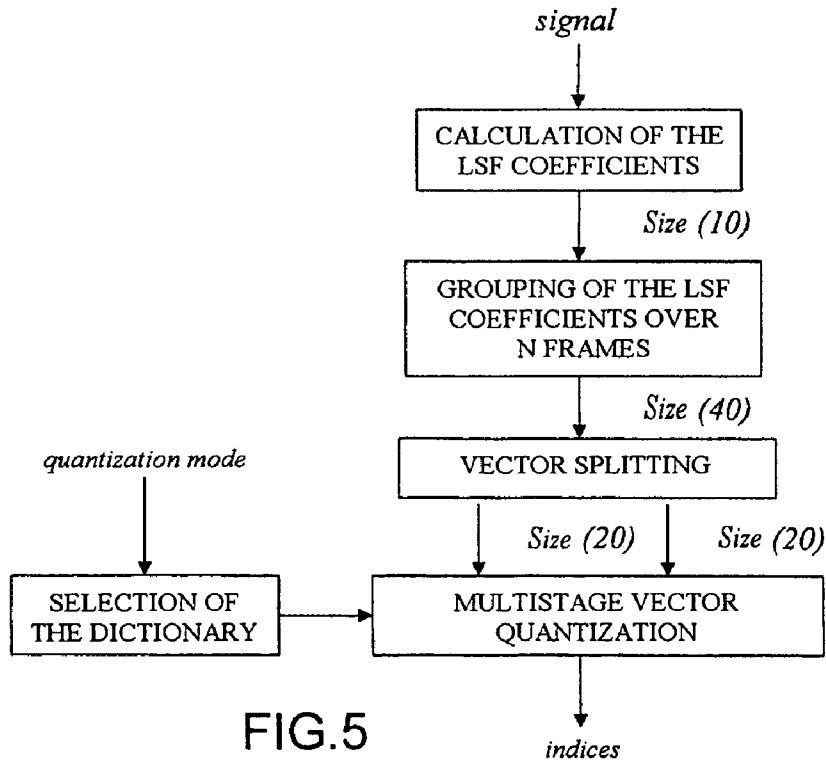 signal
CALCULATION OF THE
LSF COEFFICIENTS
Size (10)
GROUPING OF THE LSF
COEFFICIENTS OVER
N FRAMES
Size (40)
quantization mode
VECTOR SPLITTING
Size (20)
Size (20)
SELECTION OF
THE DICTIONARY
MULTISTAGE VECTOR
QUANTIZATION
FIG.5
indices